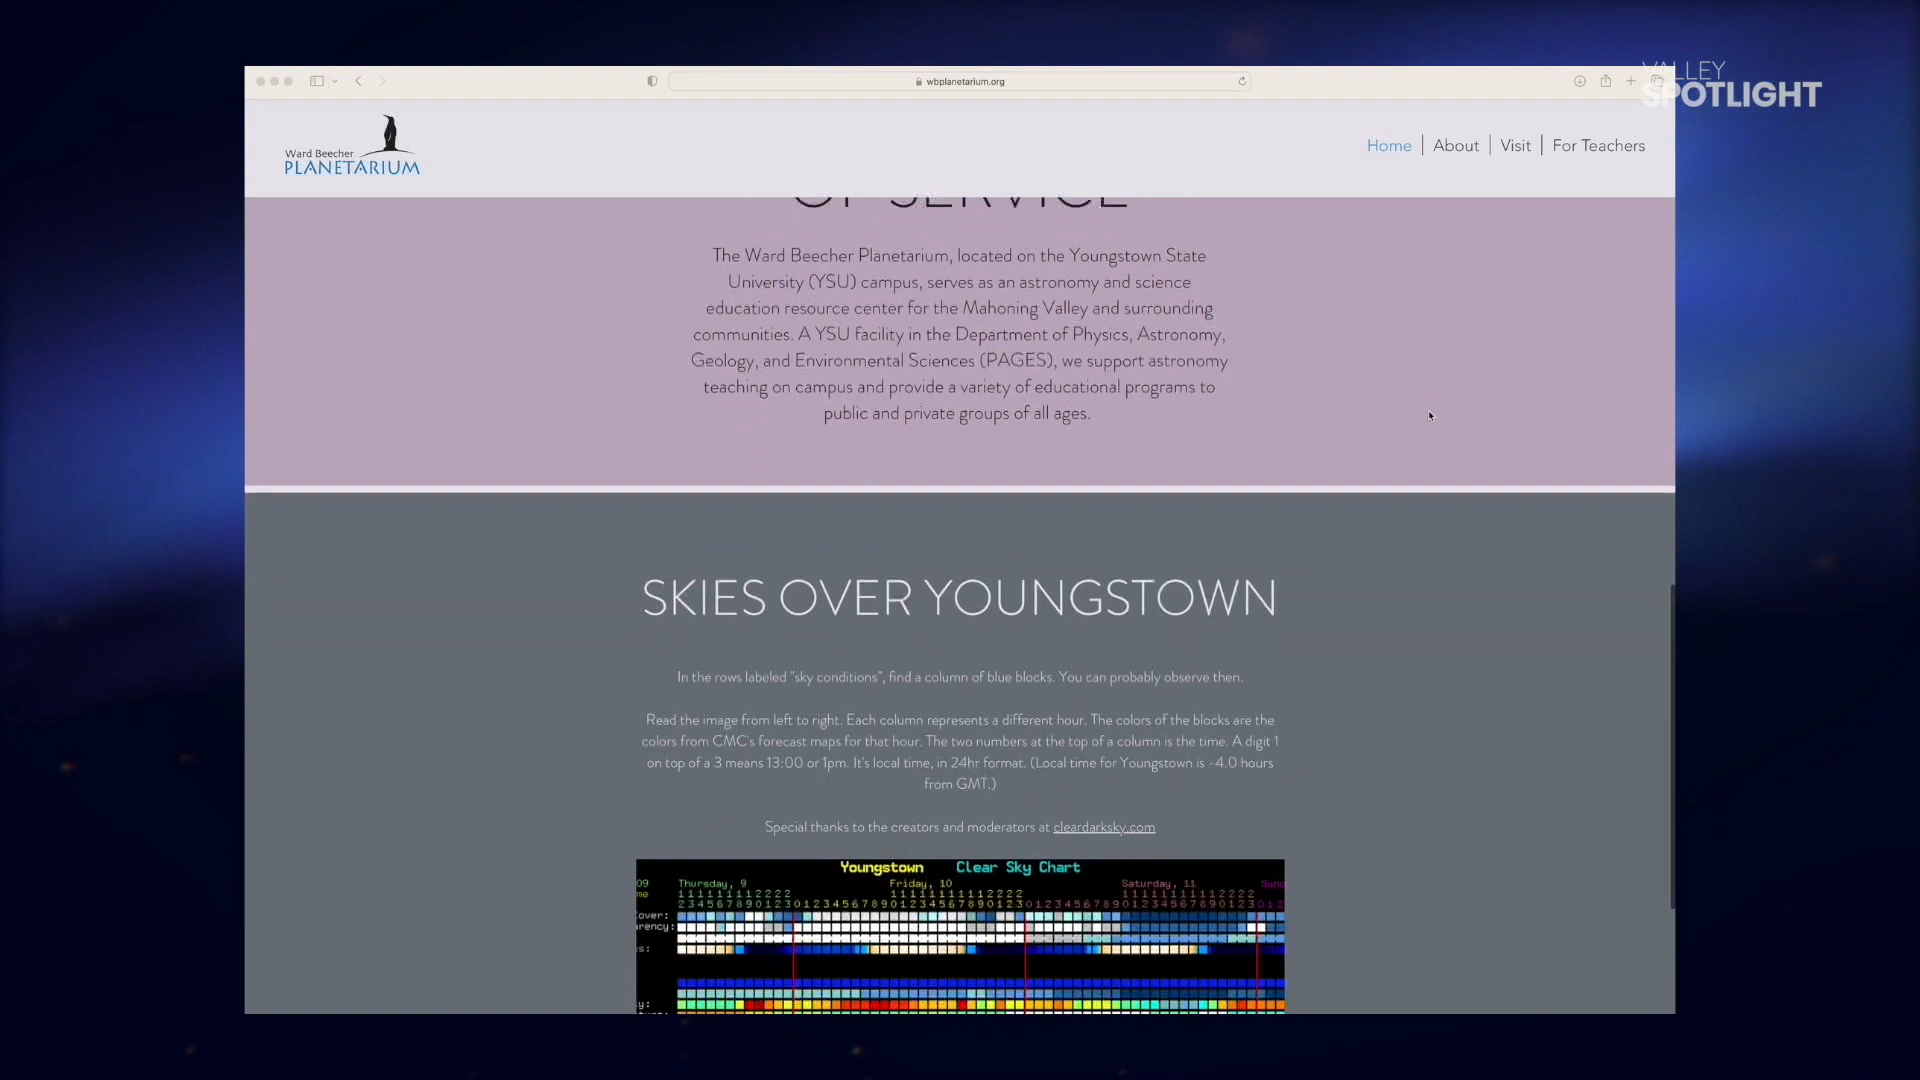 VALLEY
SPOTLIGHT
wbplanetarium.org
Ward Beecher
PLANETARIUM
Home
About
Visit
For Teachers
OF SERVICE
The Ward Beecher Planetarium, located on the Youngstown State
University (YSU) campus, serves as an astronomy and science
education resource center for the Mahoning Valley and surrounding
communities. A YSU facility in the Department of Physics, Astronomy,
Geology, and Environmental Sciences (PAGES), we support astronomy
teaching on campus and provide a variety of educational programs to
public and private groups of all ages.
SKIES OVER YOUNGSTOWN
In the rows labeled "sky conditions", find a column of blue blocks. You can probably observe then.
Read the image from left to right. Each column represents a different hour. The colors of the blocks are the
colors from CMC's forecast maps for that hour. The two numbers at the top of a column is the time. A digit 1
on top of a 3 means 13:00 or 1pm. It's local time, in 24hr format. (Local time for Youngstown is -4.0 hours
from GMT.)
Special thanks to the creators and moderators at cleardarksky.com
Youngstown Clear Sky Chart
09 Thursday, 9 Friday, 10 Saturday, 11